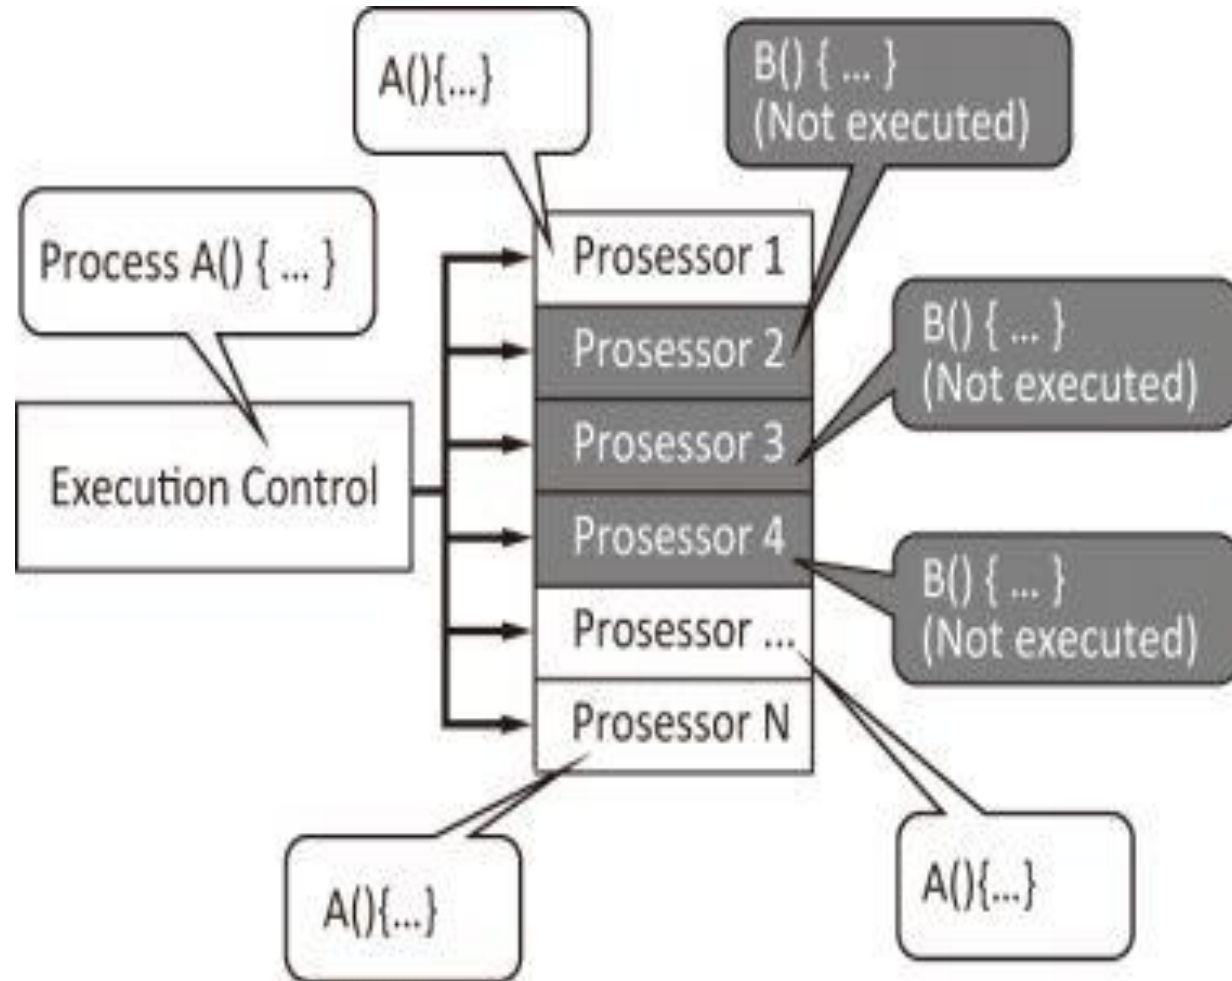 A(){...}
B() { ... }
(Not executed)
Process A() { ... }
Prosessor 1
Prosessor 2
B() { ... }
(Not executed)
Prosessor 3
Execution Control
Prosessor 4
B() { ... }
(Not executed)
Prosessor ...
Prosessor N
A(){...}
A(){...}